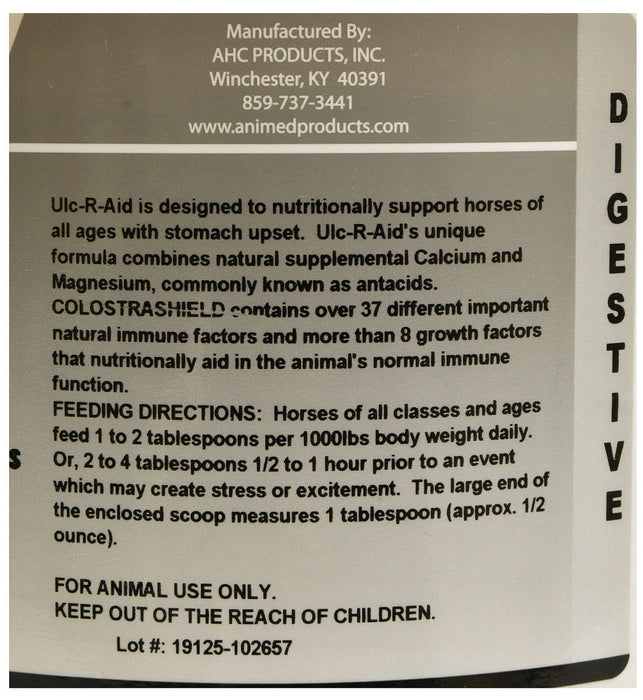 Manufactured By:
AHC PRODUCTS, INC.
Winchester, KY 40391
859-737-3441
www.animedproducts.com
Ulc-R-Aid is designed to nutritionally support horses of
all ages with stomach upset. Ulc-R-Aid's unique
formula combines natural supplemental Calcium and
Magnesium, commonly known as antacids.
COLOSTRASHIELD contains over 37 different important
natural immune factors and more than 8 growth factors
that nutritionally aid in the animal's normal immune
function.
FEEDING DIRECTIONS: Horses of all classes and ages
feed 1 to 2 tablespoons per 1000lbs body weight daily.
Or, 2 to 4 tablespoons 1/2 to 1 hour prior to an event
which may create stress or excitement. The large end of
the enclosed scoop measures 1 tablespoon (approx. 1/2
ounce).
FOR ANIMAL USE ONLY.
KEEP OUT OF THE REACH OF CHILDREN.
Lot #: 19125-102657
s
DIGESTIVE